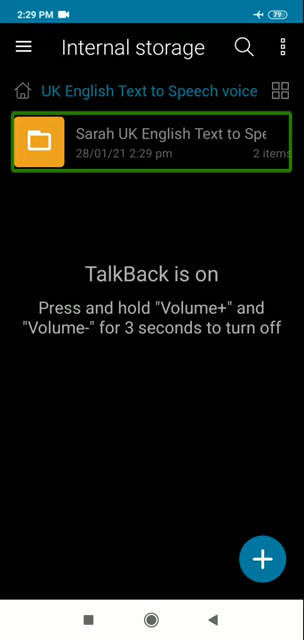 2:29 PM
79
Internal storage
UK English Text to Speech voice
Sarah UK English Text to Spe
28/01/21 2:29 pm
2 items
TalkBack is on
Press and hold "Volume+" and
"Volume-" for 3 seconds to turn off